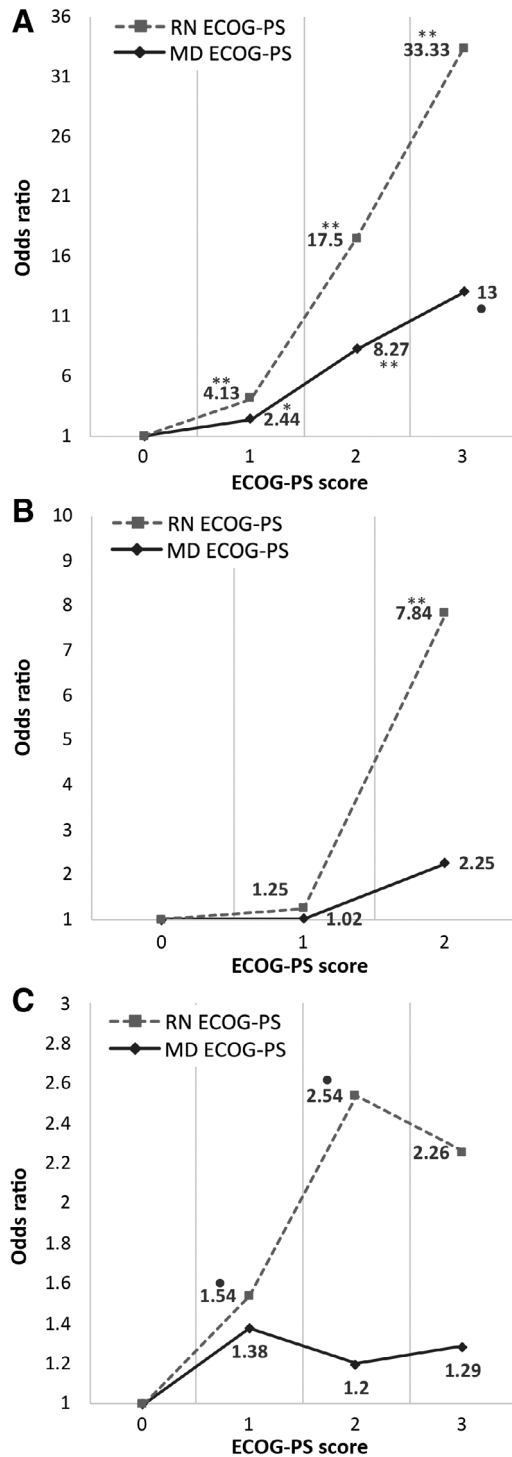 A
RN ECOG-PS
MD ECOG-PS
36
31
26
21
16
11
6
1
Odds ratio
**
33.33
**
17.5
13
8.27
**
**
4.13
*
2.44
0 1 2 3
ECOG-PS score
B
RN ECOG-PS
MD ECOG-PS
10
9
8
7
6
5
4
3
2
1
Odds ratio
**
7.84
2.25
1.25
1.02
0 1 2
ECOG-PS score
C
RN ECOG-PS
MD ECOG-PS
3
2.8
2.6
2.4
2.2
2
1.8
1.6
1.4
1.2
1
Odds ratio
•
2.54
2.26
•
1.54
1.38
1.2
1.29
0 1 2 3
ECOG-PS score